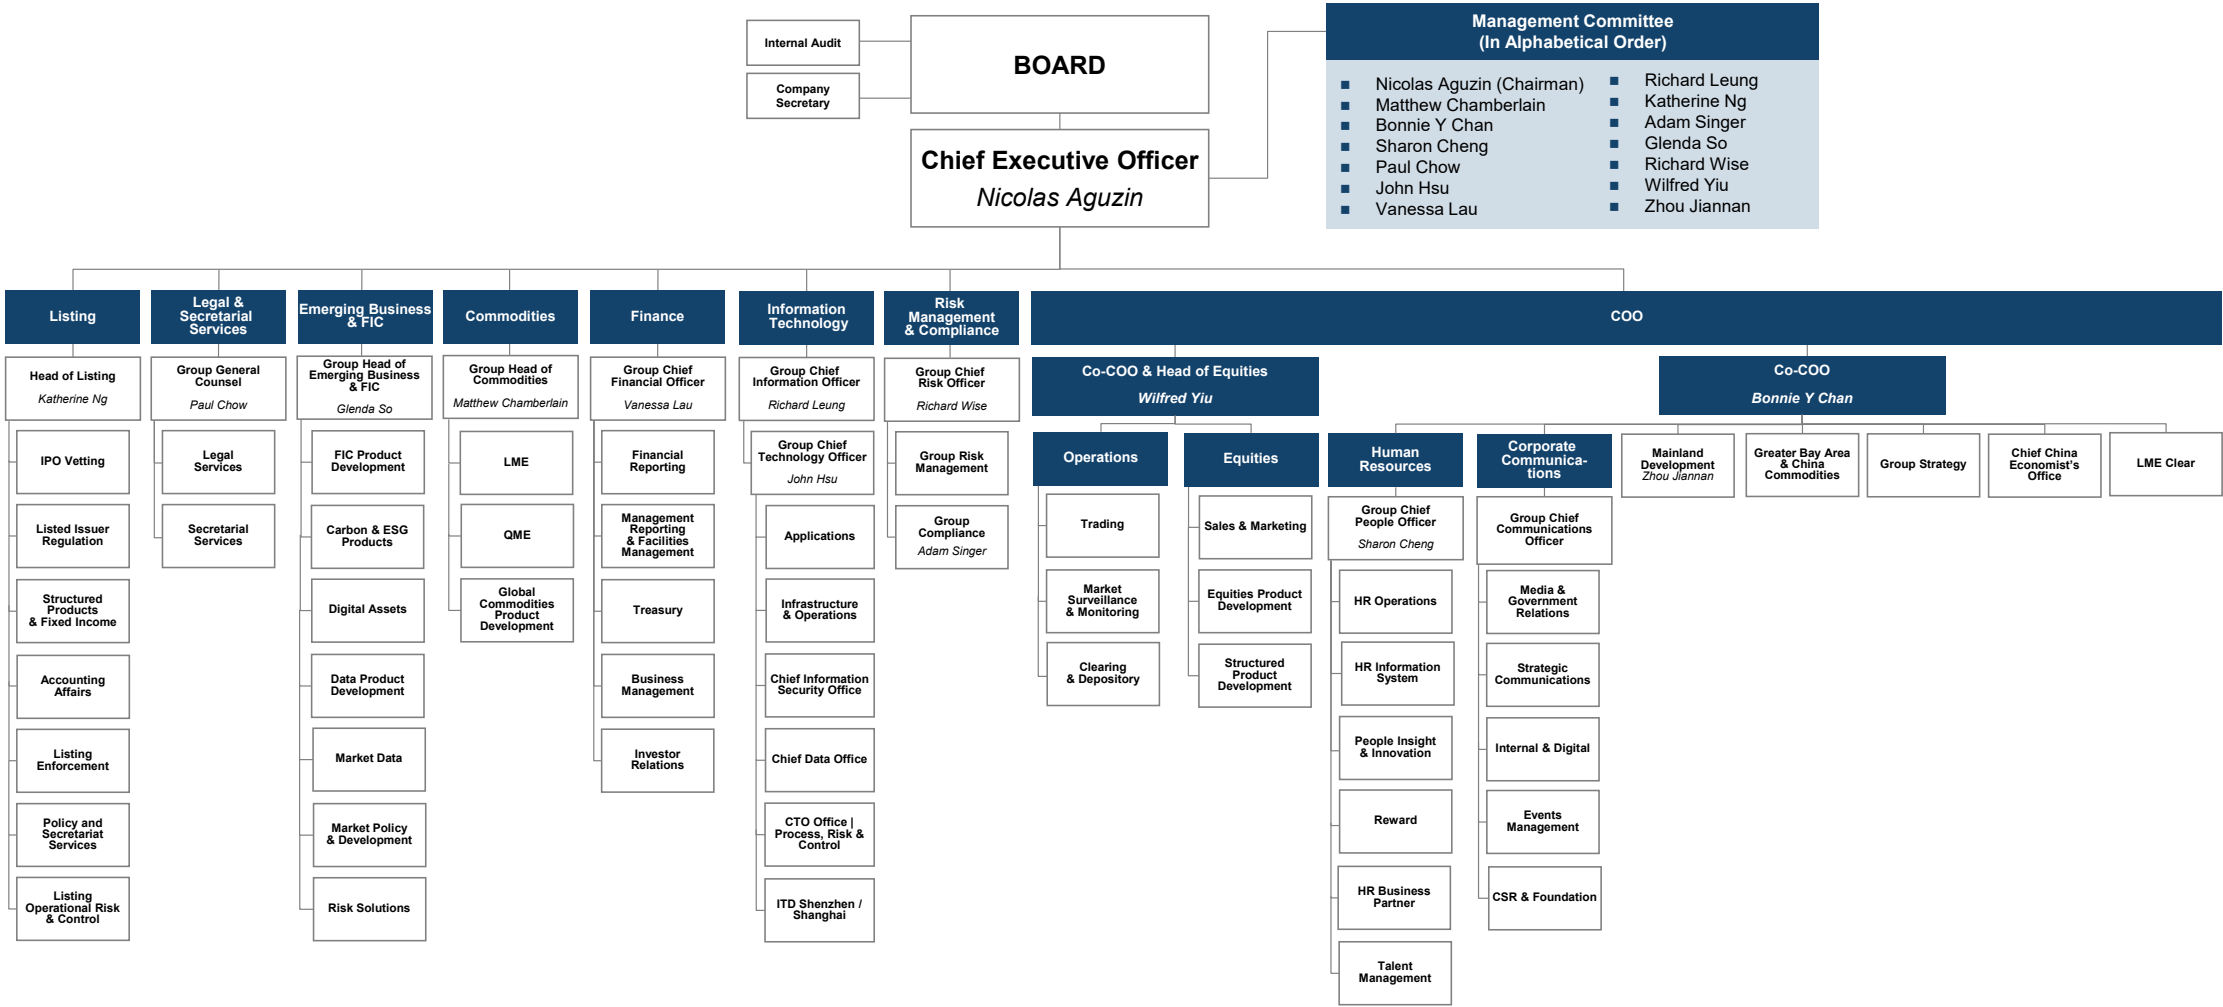 Internal Audit
Company
Secretary
BOARD
Chief Executive Officer
Nicolas Aguzin
Management Committee
(In Alphabetical Order)
Nicolas Aguzin (Chairman)
Matthew Chamberlain
Bonnie Y Chan
Sharon Cheng
Paul Chow
John Hsu
Vanessa Lau
Richard Leung
Katherine Ng
Adam Singer
Glenda So
Richard Wise
Wilfred Yiu
Zhou Jiannan
Listing
Head of Listing
Katherine Ng
IPO Vetting
Listed Issuer
Regulation
Structured
Products
& Fixed Income
Accounting
Affairs
Listing
Enforcement
Policy and
Secretariat
Services
Listing
Operational Risk
& Control
Legal &
Secretarial
Services
Group General
Counsel
Paul Chow
Legal
Services
Secretarial
Services
Emerging Business
& FIC
Group Head of
Emerging Business
& FIC
Glenda So
FIC Product
Development
Carbon & ESG
Products
Digital Assets
Data Product
Development
Market Data
Market Policy
& Development
Risk Solutions
Commodities
Group Head of
Commodities
Matthew Chamberlain
LME
QME
Global
Commodities
Product
Development
Finance
Group Chief
Financial Officer
Vanessa Lau
Financial
Reporting
Management
Reporting
& Facilities
Management
Treasury
Business
Management
Investor
Relations
Information
Technology
Group Chief
Information Officer
Richard Leung
Group Chief
Technology Officer
John Hsu
Applications
Infrastructure
& Operations
Chief Information
Security Office
Chief Data Office
CTO Office |
Process, Risk &
Control
ITD Shenzhen /
Shanghai
Risk
Management
& Compliance
Group Chief
Risk Officer
Richard Wise
Group Risk
Management
Group
Compliance
Adam Singer
COO
Co-COO & Head of Equities
Wilfred Yiu
Operations
Trading
Market
Surveillance
& Monitoring
Clearing
& Depository
Equities
Sales & Marketing
Equities Product
Development
Structured
Product
Development
Co-COO
Bonnie Y Chan
Human
Resources
Group Chief
People Officer
Sharon Cheng
HR Operations
HR Information
System
People Insight
& Innovation
Reward
HR Business
Partner
Talent
Management
Corporate
Communica-
tions
Group Chief
Communications
Officer
Media &
Government
Relations
Strategic
Communications
Internal & Digital
Events
Management
CSR & Foundation
Mainland
Development
Zhou Jiannan
Greater Bay Area
& China
Commodities
Group Strategy
Chief China
Economist's
Office
LME Clear